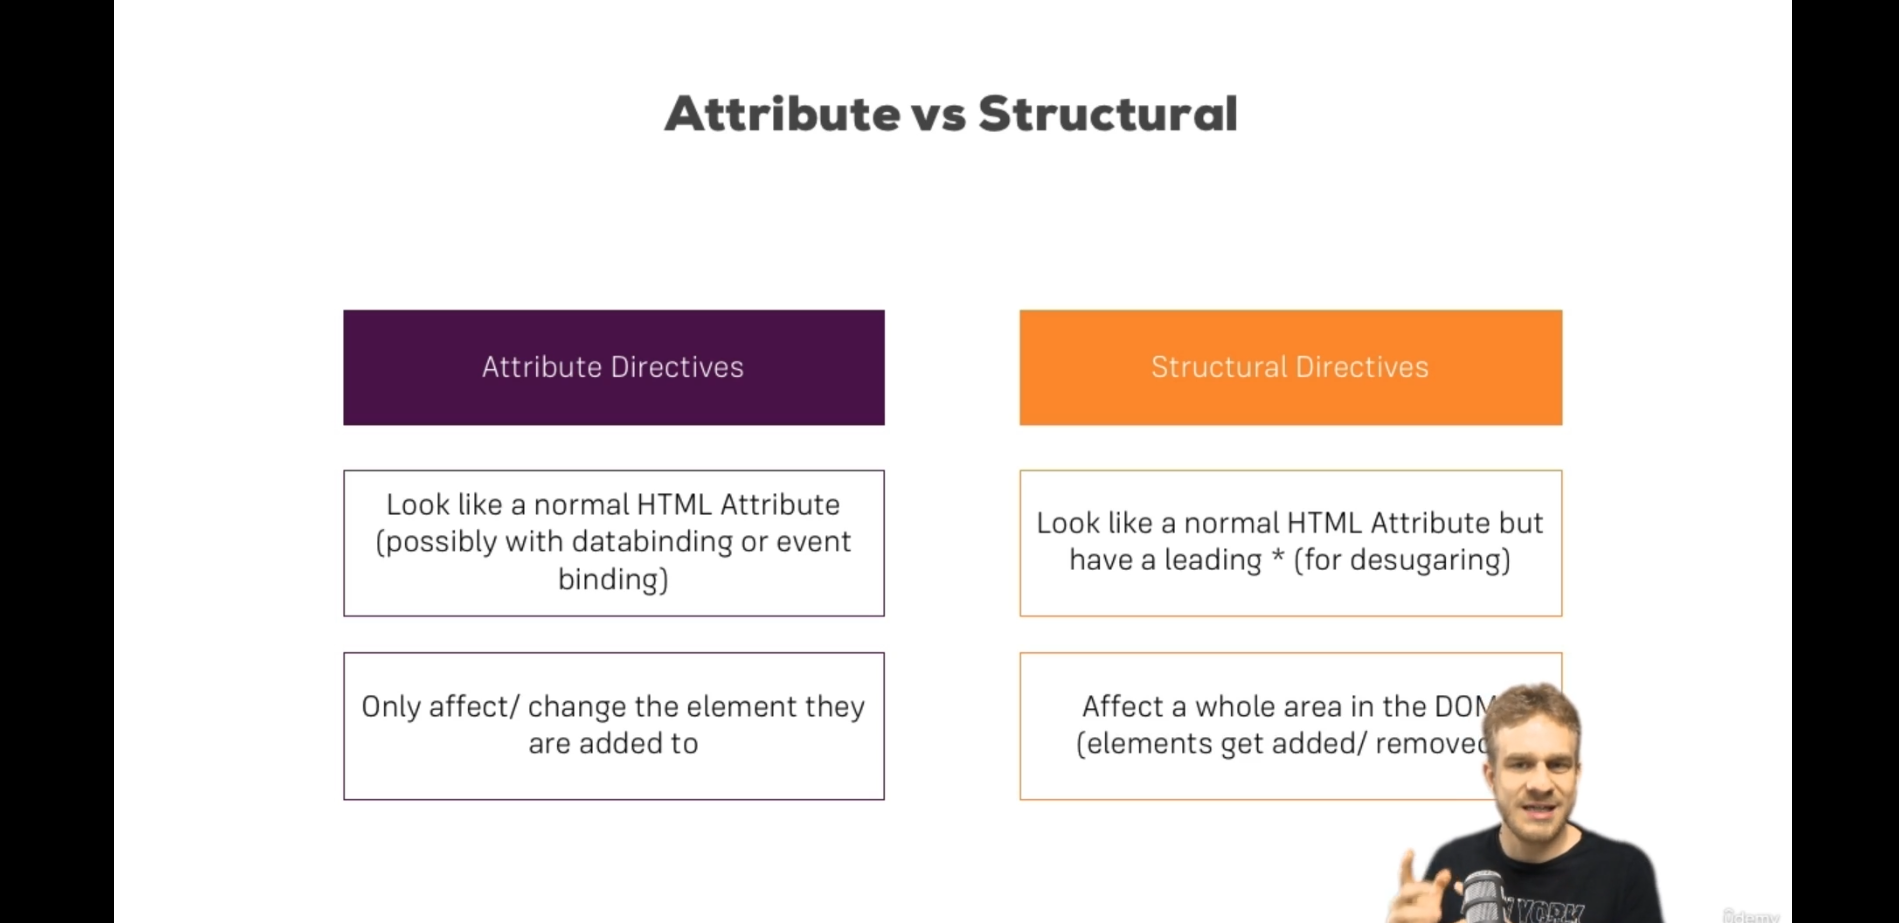 Attribute vs Structural
Attribute Directives
Structural Directives
Look like a normal HTML Attribute
(possibly with databinding or event
binding)
Look like a normal HTML Attribute but
have a leading * (for desugaring)
Only affect/ change the element they
are added to
Affect a whole area in the DOM
(elements get added/ removed
YORK
ûdemy